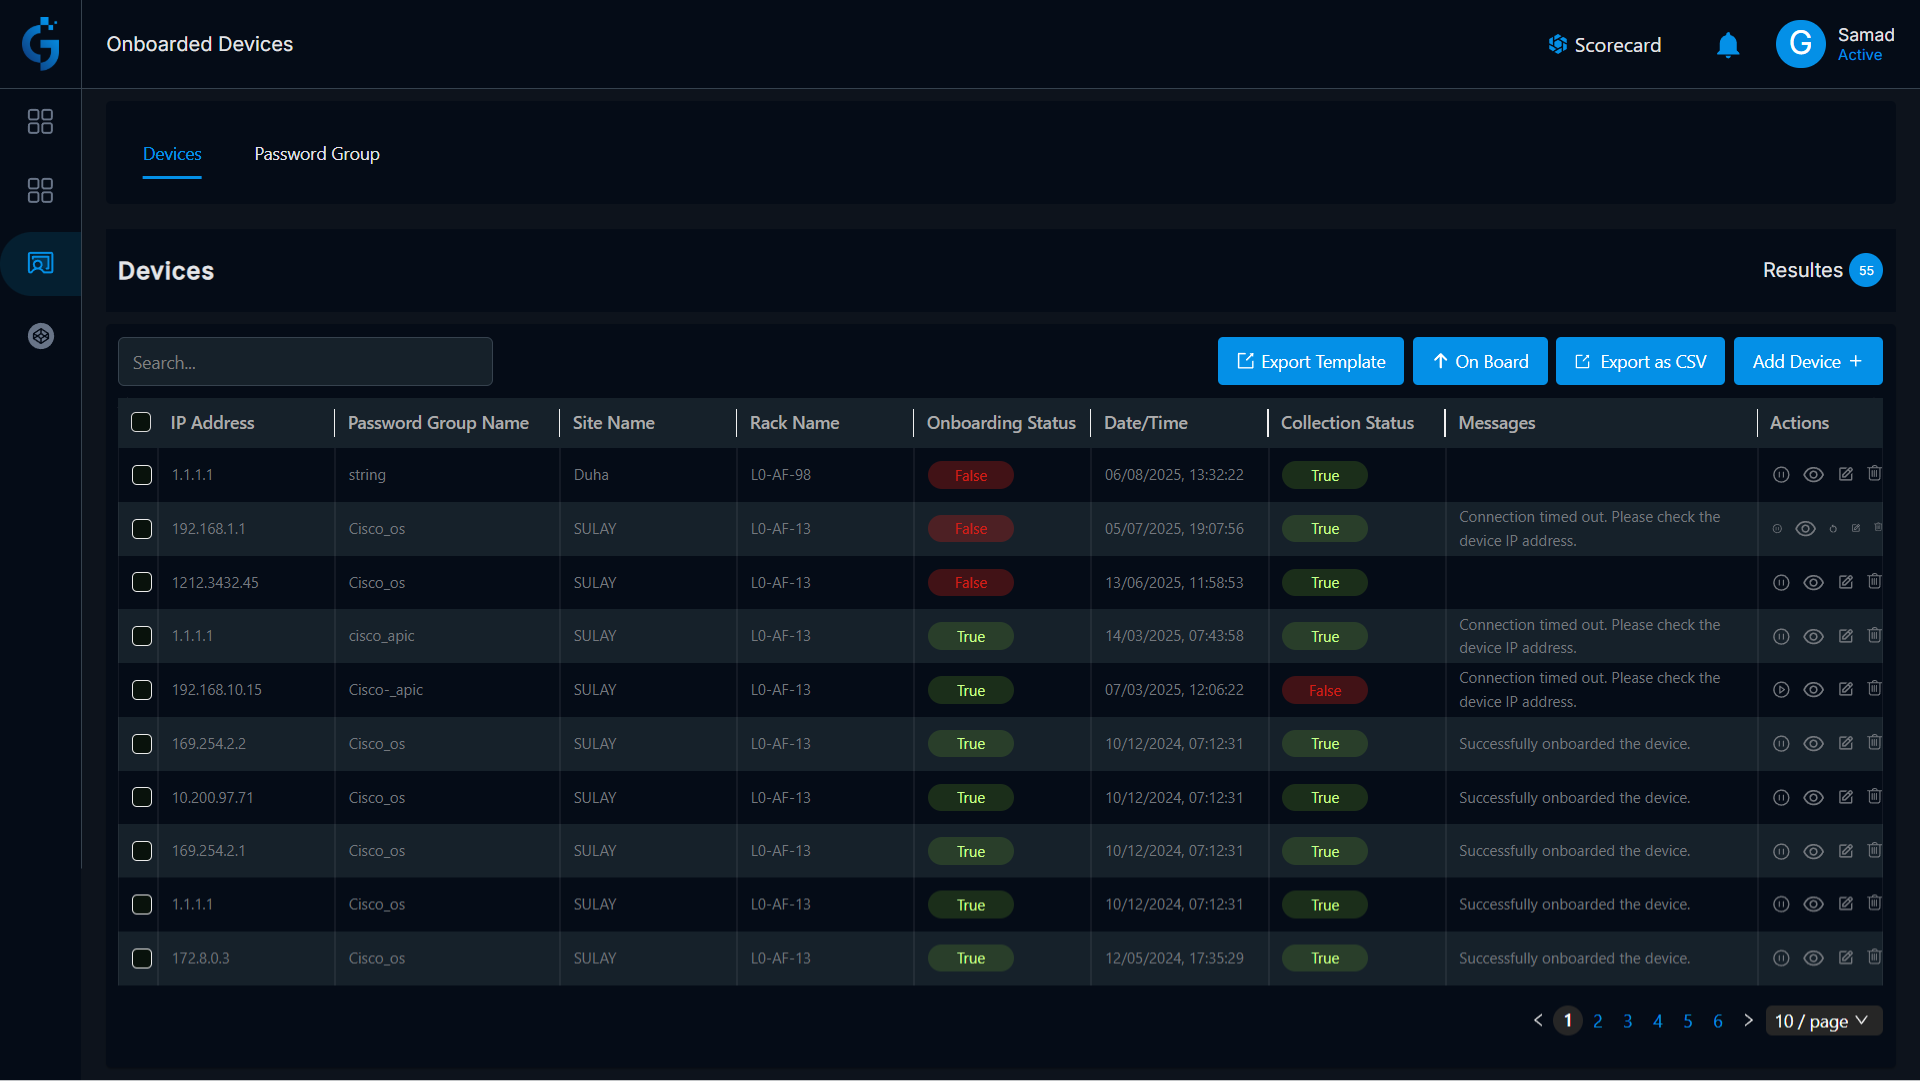 Onboarded Devices
Scorecard
G
Samad
Active
Devices Password Group
Devices
Resultes 55
Search...
Export Template
On Board
Export as CSV
Add Device +
IP Address Password Group Name Site Name Rack Name Onboarding Status Date/Time Collection Status Messages Actions
1.1.1.1 string Duha L0-AF-98 False 06/08/2025, 13:32:22 True
192.168.1.1 Cisco_os SULAY L0-AF-13 False 05/07/2025, 19:07:56 True Connection timed out. Please check the
device IP address.
1212.3432.45 Cisco_os SULAY L0-AF-13 False 13/06/2025, 11:58:53 True
1.1.1.1 cisco_apic SULAY L0-AF-13 True 14/03/2025, 07:43:58 True Connection timed out. Please check the
device IP address.
192.168.10.15 Cisco-_apic SULAY L0-AF-13 True 07/03/2025, 12:06:22 False Connection timed out. Please check the
device IP address.
169.254.2.2 Cisco_os SULAY L0-AF-13 True 10/12/2024, 07:12:31 True Successfully onboarded the device.
10.200.97.71 Cisco_os SULAY L0-AF-13 True 10/12/2024, 07:12:31 True Successfully onboarded the device.
169.254.2.1 Cisco_os SULAY L0-AF-13 True 10/12/2024, 07:12:31 True Successfully onboarded the device.
1.1.1.1 Cisco_os SULAY L0-AF-13 True 10/12/2024, 07:12:31 True Successfully onboarded the device.
172.8.0.3 Cisco_os SULAY L0-AF-13 True 12/05/2024, 17:35:29 True Successfully onboarded the device.
< 1 2 3 4 5 6 > 10 / page